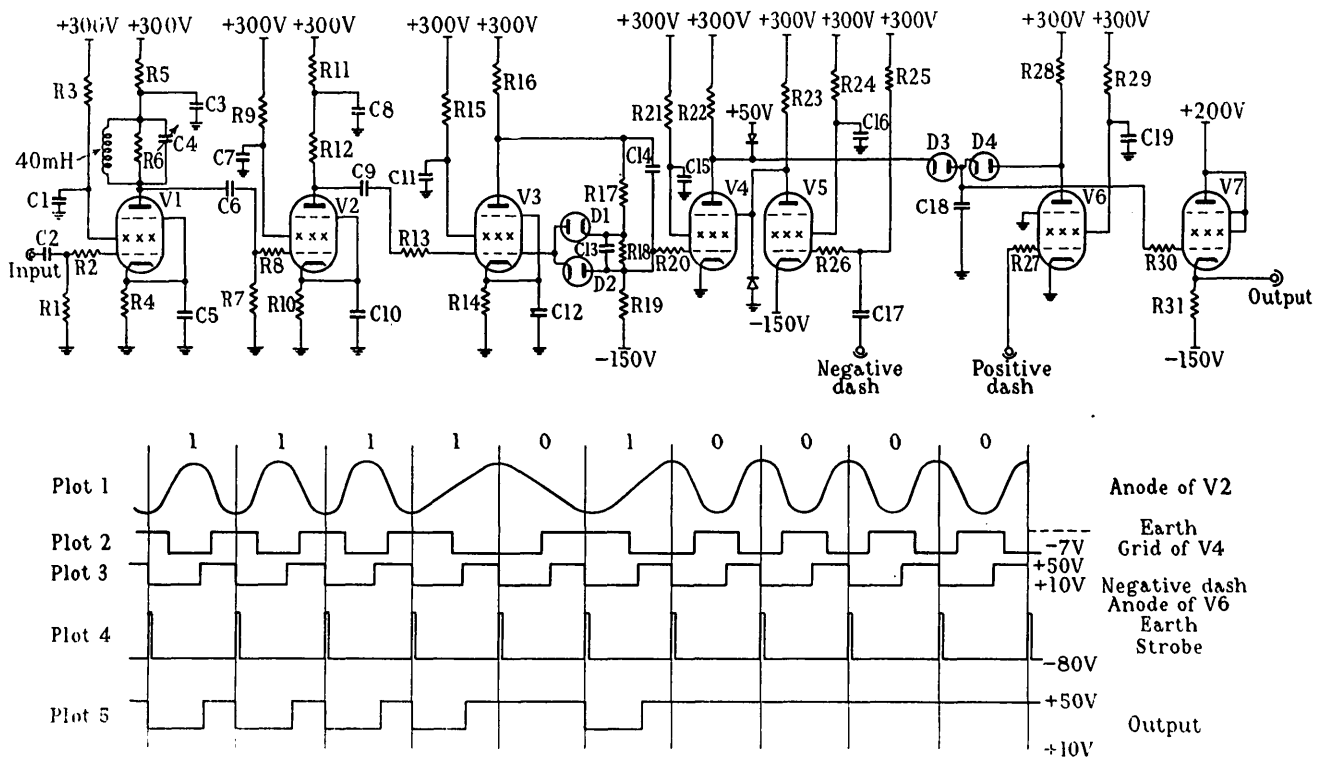 +300V +300V +300V +300V +300V +300V +300V +300V +300V +300V +300V +300V +300V
R3 R5 C3 R9 R11 C8 R15 R16 R21 R22 +50V R23 R24 R25 R28 R29 +200V
40mH R6 C4 C7 R12 C9 C11 C14 R17 C15 C16 D3 D4 C19
C1 V1 C6 V2 V3 D1 V4 V5 C18 V6 V7
C2 R2 R8 R13 C13 R18 R20 R26 R27 R30
Input D2 Output
R1 R4 C5 R7 R10 C10 R14 C12 R19 C17 R31
-150V -150V -150V
Negative dash
Positive dash
1 1 1 1 0 1 0 0 0 0
Plot 1 Anode of V2
Plot 2 Earth
-7V Grid of V4
Plot 3 +50V
+10V Negative dash
Anode of V6
Plot 4 Earth
Strobe
-80V
Plot 5 +50V
Output
+10V